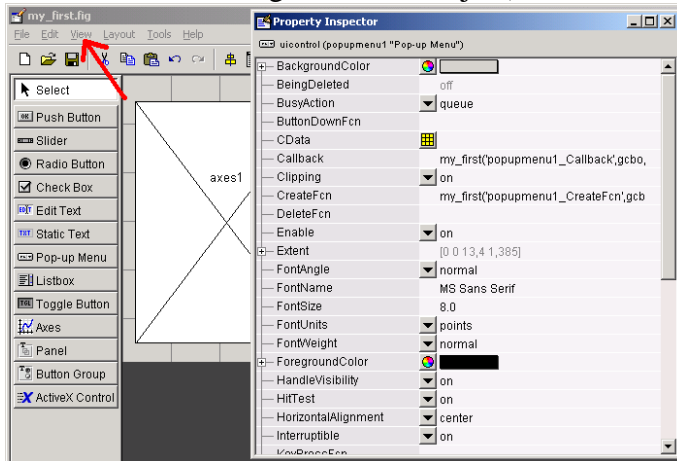 my_first.fig
File Edit View Layout Tools Help
Select
Push Button
Slider
Radio Button
Check Box
Edit Text
Static Text
Pop-up Menu
Listbox
Toggle Button
Axes
Panel
Button Group
ActiveX Control
axes1
Property Inspector
uicontrol (popupmenu1 "Pop-up Menu")
BackgroundColor
BeingDeleted off
BusyAction queue
ButtonDownFcn
CData
Callback my_first('popupmenu1_Callback',gcbo,
Clipping on
CreateFcn my_first('popupmenu1_CreateFcn',gcb
DeleteFcn
Enable on
Extent [0 0 13,4 1,385]
FontAngle normal
FontName MS Sans Serif
FontSize 8.0
FontUnits points
FontWeight normal
ForegroundColor
HandleVisibility on
HitTest on
HorizontalAlignment center
Interruptible on
KeyPressFcn